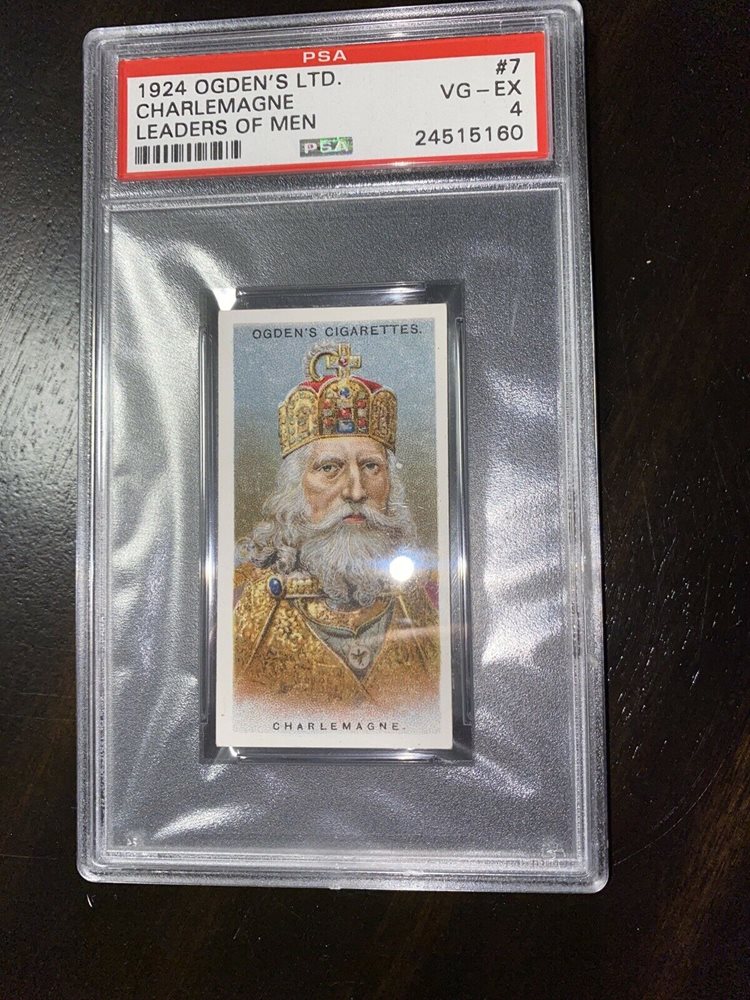 PSA
1924 OGDEN'S LTD.
#7
CHARLEMAGNE
VG-EX
LEADERS OF MEN
4
PSA
24515160
OGDEN'S CIGARETTES.
CHARLEMAGNE.